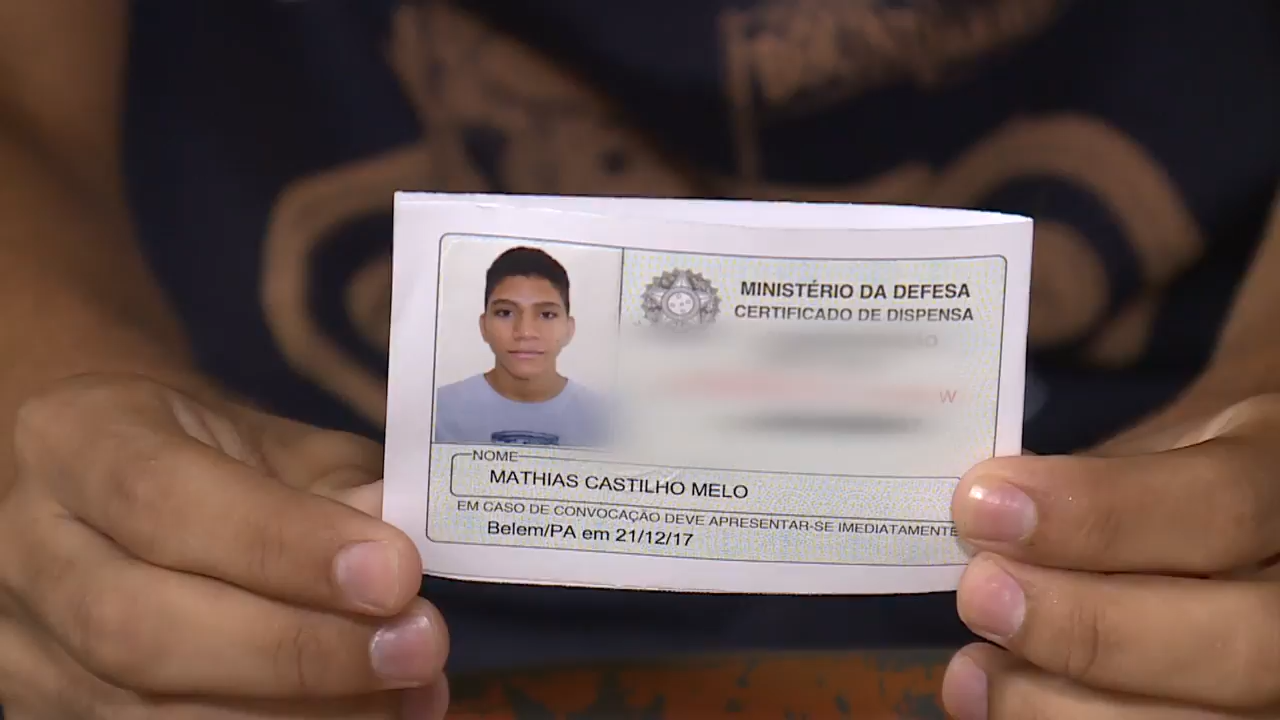 MINISTÉRIO DA DEFESA
CERTIFICADO DE DISPENSA
NOME
MATHIAS CASTILHO MELO
EM CASO DE CONVOCAÇÃO DEVE APRESENTAR-SE IMEDIATAMENTE
Belem/PA em 21/12/17